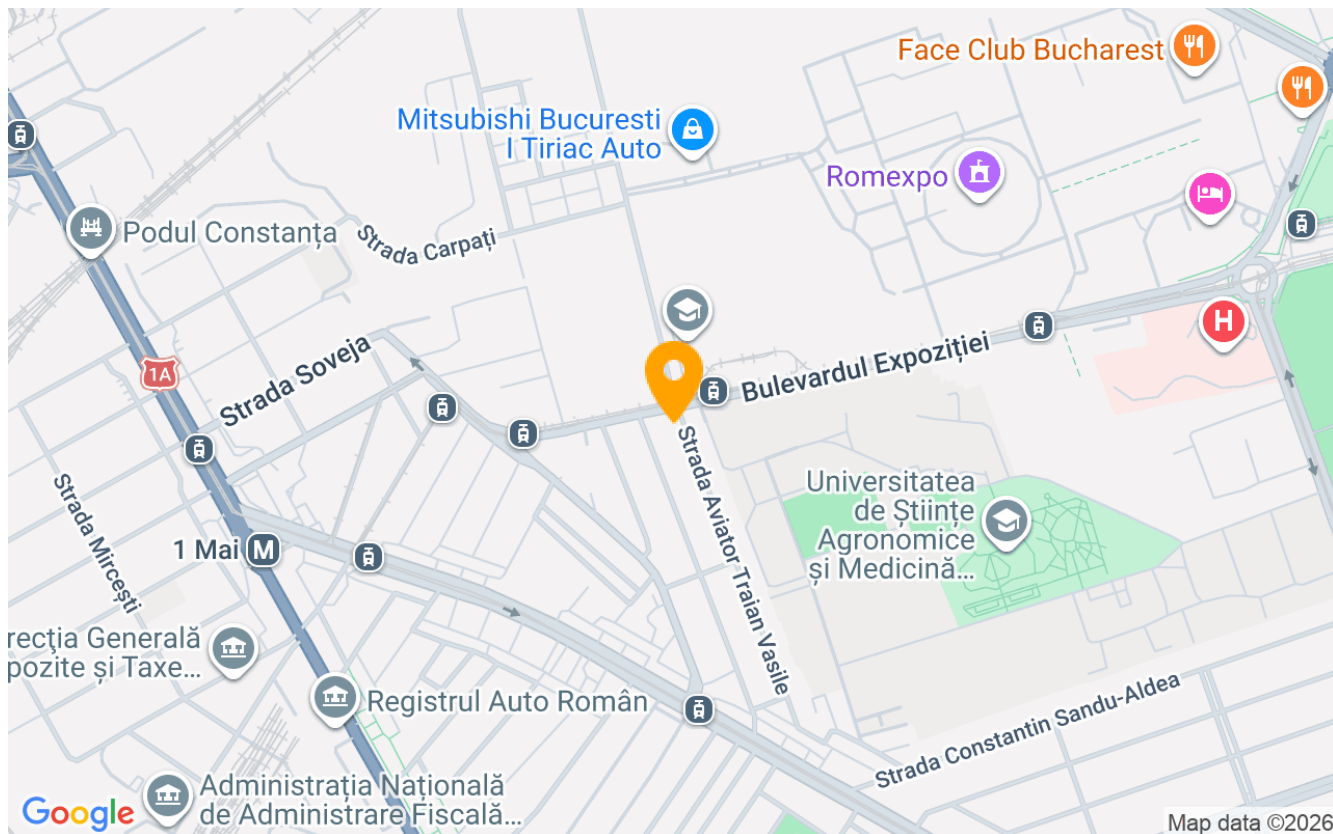 Face Club Bucharest
Mitsubishi Bucuresti
I Tiriac Auto
Romexpo
Podul Constanța
Strada Carpați
H
Bulevardul Expoziției
1A
Strada Soveja
Strada Aviator Traian Vasile
Universitatea
de Științe
Agronomice
și Medicină...
Strada Mircești
1 Mai M
recția Generală
pozite și Taxe...
Registrul Auto Român
Strada Constantin Sandu-Aldea
Administrația Națională
de Administrare Fiscală...
Google
Map data ©2026